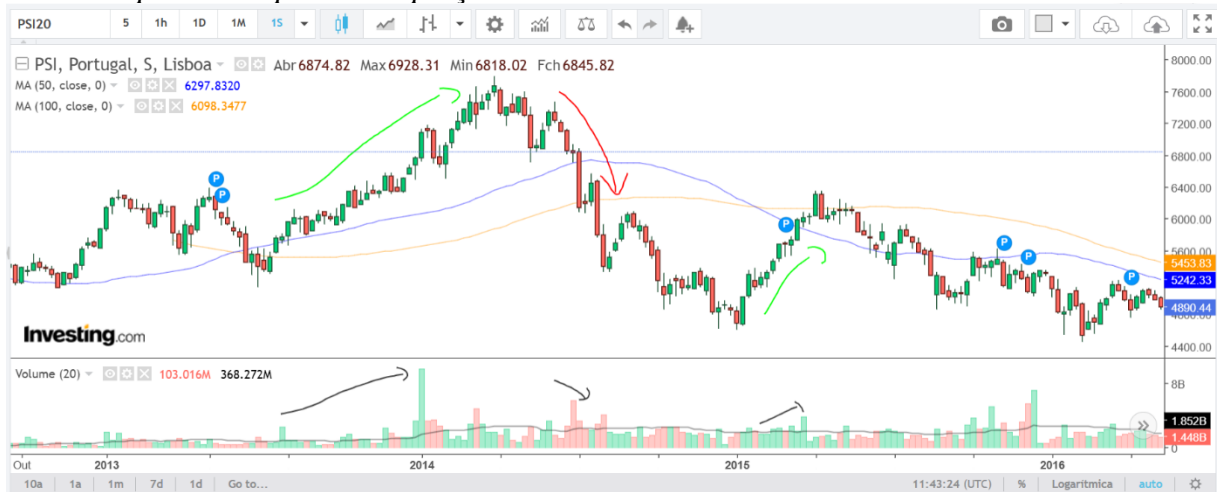 PSI20 5 1h 1D 1M 1S
PSI, Portugal, S, Lisboa Abr 6874.82 Max 6928.31 Min 6818.02 Fch 6845.82
MA (50, close, 0) 6297.8320
MA (100, close, 0) 6098.3477
8000.00
7600.00
7200.00
6800.00
6400.00
6000.00
5600.00
5453.83
5242.33
4890.44
4800.00
4400.00
P
P
P
P
P
P
Investing.com
Volume (20) 103.016M 368.272M
8B
1.852B
1.448B
0
Out 2013 2014 2015 2016
10a 1a 1m 7d 1d Go to... 11:43:24 (UTC) % Logarítmica auto